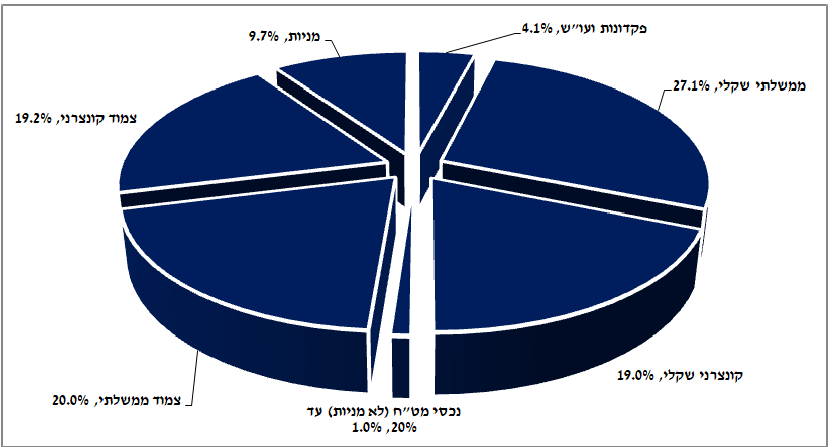 פקדונות ועו"ש, 4.1%
מניות, 9.7%
ממשלתי שקלי, 27.1%
צמוד קונצרני, 19.2%
קונצרני שקלי, 19.0%
צמוד ממשלתי, 20.0%
נכסי מט"ח (לא מניות) עד
20%, 1.0%